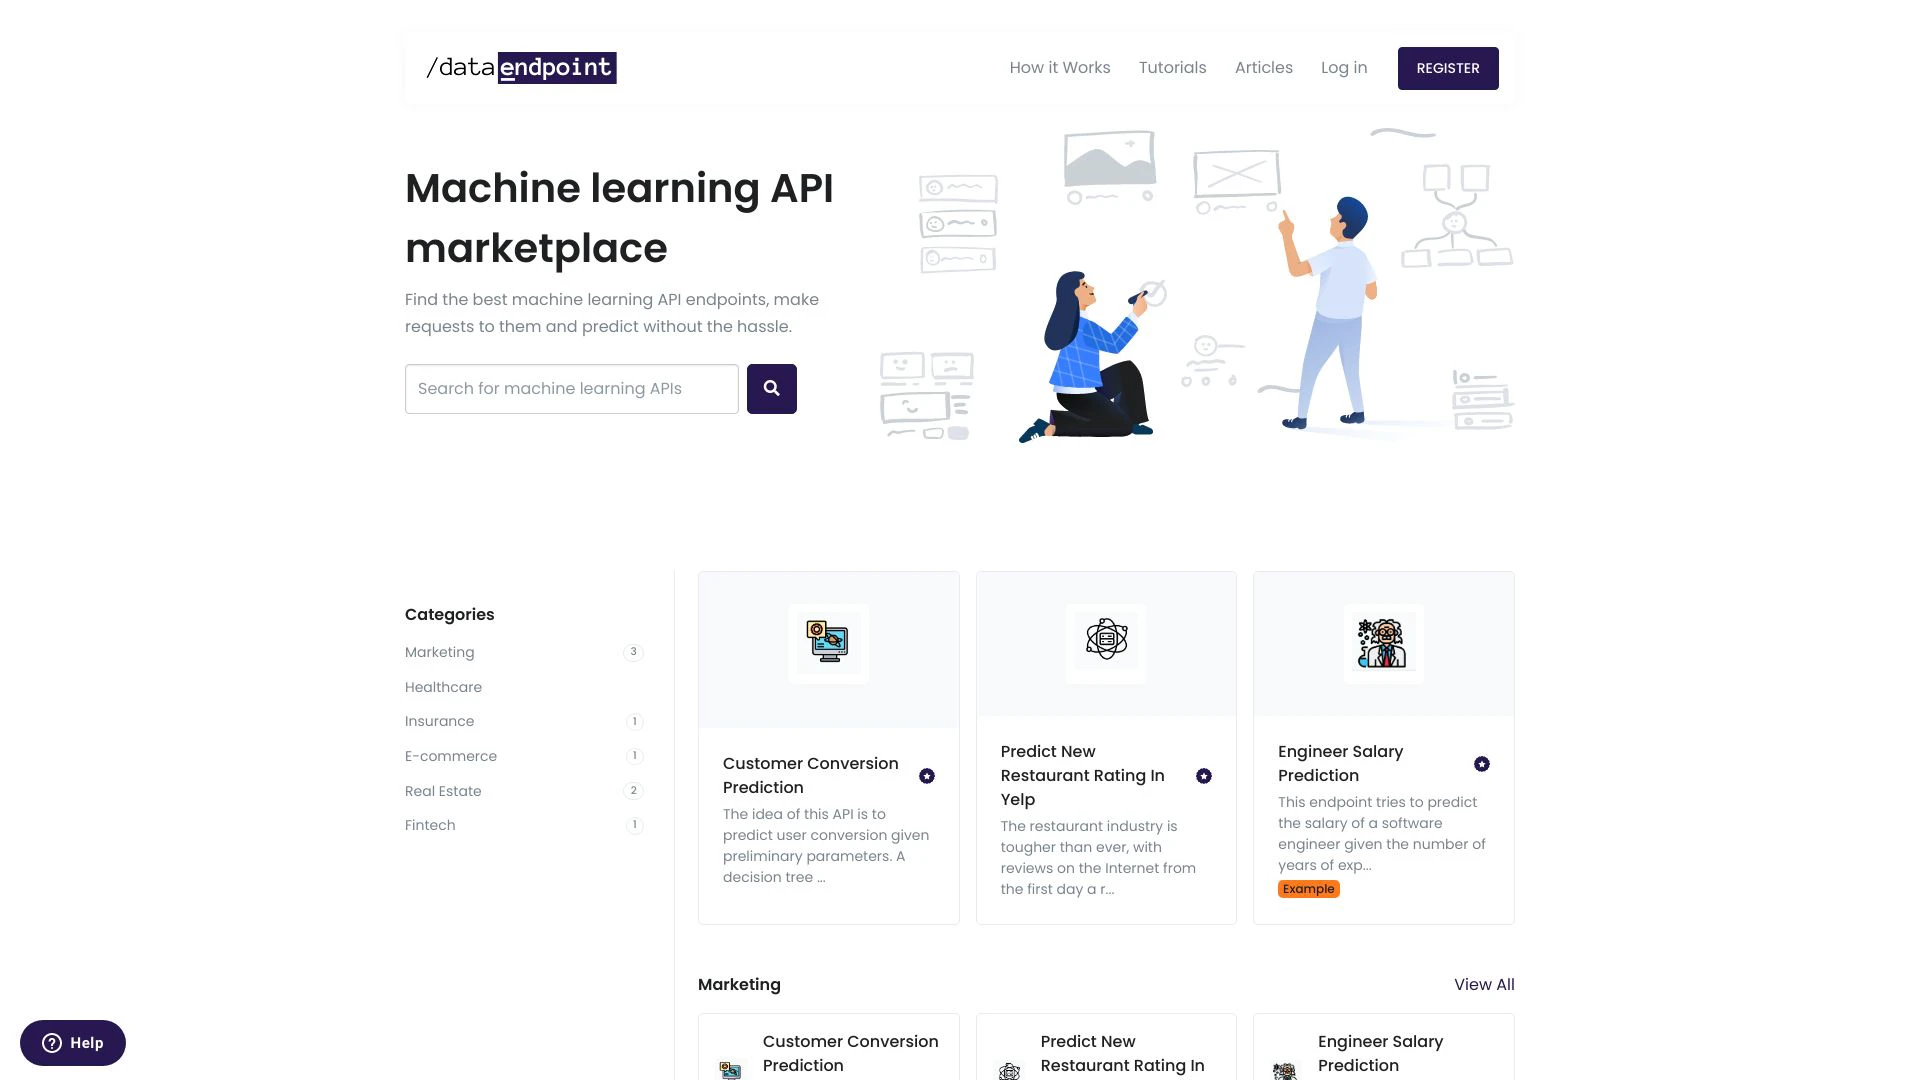 /data endpoint
How it Works
Tutorials
Articles
Log in
REGISTER
Machine learning API
marketplace
Find the best machine learning API endpoints, make
requests to them and predict without the hassle.
Search for machine learning APIs
Categories
Marketing 3
Healthcare
Insurance 1
E-commerce 1
Real Estate 2
Fintech 1
Customer Conversion
Prediction
The idea of this API is to
predict user conversion given
preliminary parameters. A
decision tree ...
Predict New
Restaurant Rating In
Yelp
The restaurant industry is
tougher than ever, with
reviews on the Internet from
the first day a r...
Engineer Salary
Prediction
This endpoint tries to predict
the salary of a software
engineer given the number of
years of exp...
Example
Marketing
View All
Customer Conversion
Prediction
Predict New
Restaurant Rating In
Engineer Salary
Prediction
Help